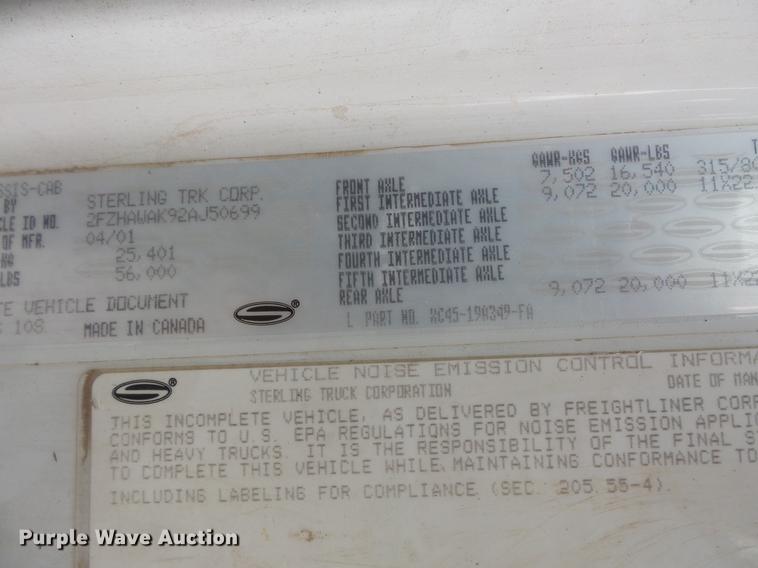 SSIS-CAB
BY STERLING TRK CORP.
CLE ID NO. 2FZHAWAK92AJ50699
OF MFR. 04/01
KG 25,401
LBS 56,000
TE VEHICLE DOCUMENT
108 MADE IN CANADA
GAWR-KGS GAWR-LBS T
FRONT AXLE 7,502 16,540 315/80
FIRST INTERMEDIATE AXLE 9,072 20,000 11X22
SECOND INTERMEDIATE AXLE
THIRD INTERMEDIATE AXLE
FOURTH INTERMEDIATE AXLE
FIFTH INTERMEDIATE AXLE
REAR AXLE 9,072 20,000 11X22
L PART NO. XC45-19A349-FA
VEHICLE NOISE EMISSION CONTROL INFORMA
STERLING TRUCK CORPORATION DATE OF MAN
THIS INCOMPLETE VEHICLE, AS DELIVERED BY FREIGHTLINER CORP
CONFORMS TO U.S. EPA REGULATIONS FOR NOISE EMISSION APPLIC
AND HEAVY TRUCKS. IT IS THE RESPONSIBILITY OF THE FINAL S
TO COMPLETE THIS VEHICLE WHILE MAINTAINING CONFORMANCE TO
INCLUDING LABELING FOR COMPLIANCE (SEC. 205.55-4).
Purple Wave Auction